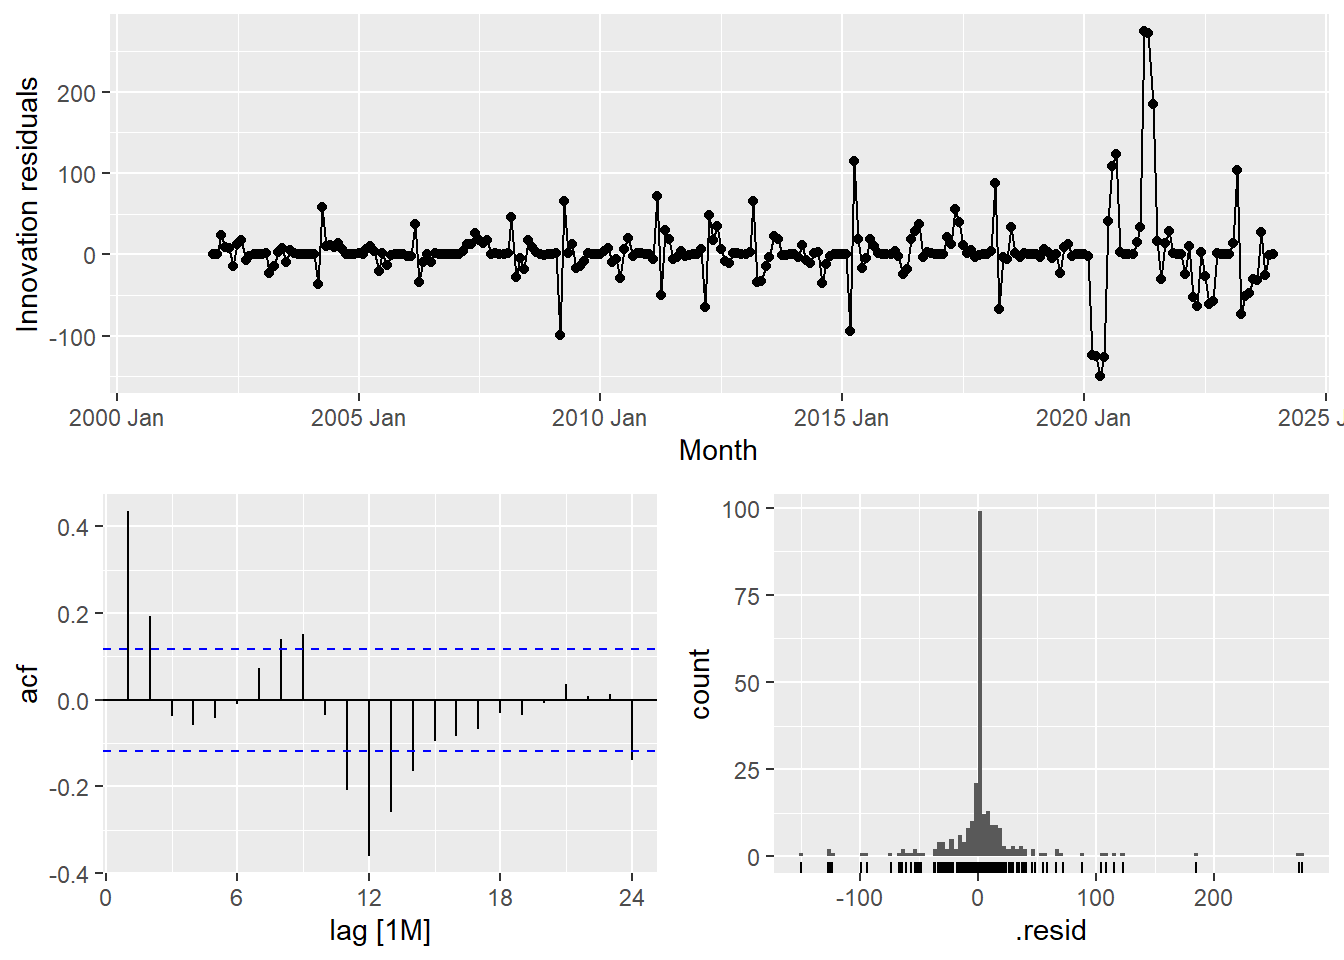 Innovation residuals
200
100
0
-100
2000 Jan 2005 Jan 2010 Jan 2015 Jan 2020 Jan 2025 J
Month
acf
0.4
0.2
0.0
-0.2
-0.4
0 6 12 18 24
lag [1M]
count
100
75
50
25
0
-100 0 100 200
.resid